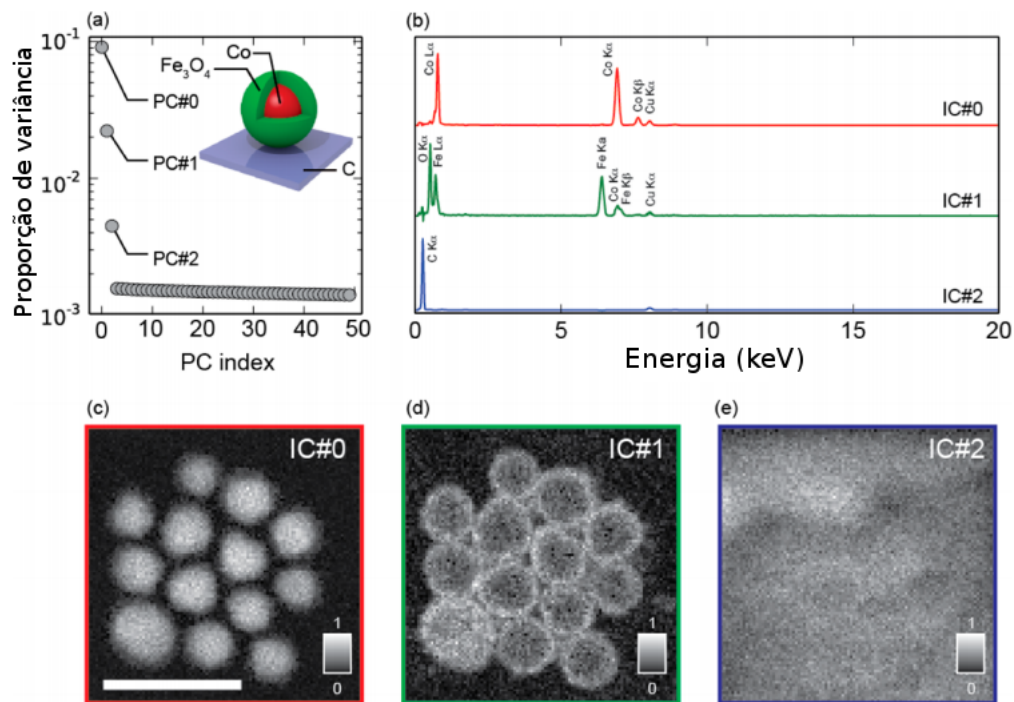 (a)
Proporção de variância
10-1
10-2
10-3
PC#0
PC#1
PC#2
Co
Fe3O4
C
0 10 20 30 40 50
PC index
(b)
Co Lα
Co Kα
Co Kβ
Cu Kα
IC#0
O Kα
Fe Lα
Fe Ka
Co Kα
Fe Kβ
Cu Kα
IC#1
C Kα
IC#2
0 5 10 15 20
Energia (keV)
(c)
IC#0
1
0
(d)
IC#1
1
0
(e)
IC#2
1
0